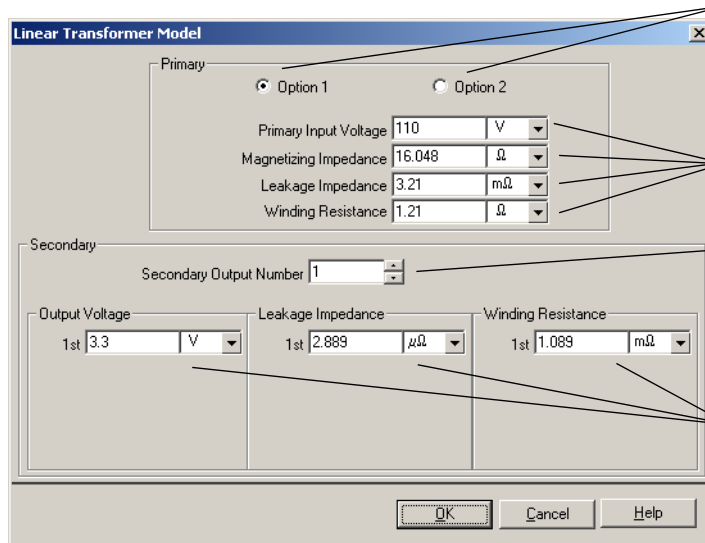 Linear Transformer Model
Primary
Option 1 Option 2
Primary Input Voltage 110 V
Magnetizing Impedance 16.048 Ω
Leakage Impedance 3.21 mΩ
Winding Resistance 1.21 Ω
Secondary
Secondary Output Number 1
Output Voltage Leakage Impedance Winding Resistance
1st 3.3 V 1st 2.889 μΩ 1st 1.089 mΩ
OK Cancel Help